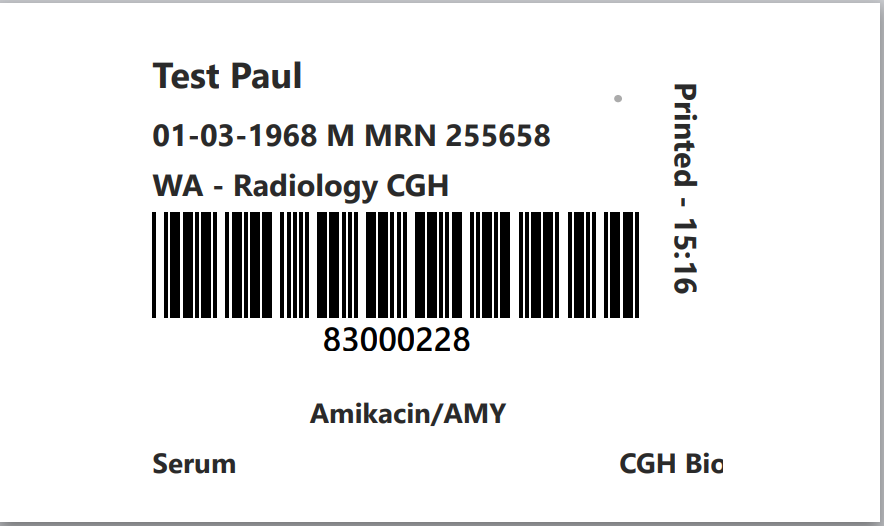 Test Paul
01-03-1968 M MRN 255658
WA - Radiology CGH
Printed - 15:16
83000228
Amikacin/AMY
Serum
CGH Bio